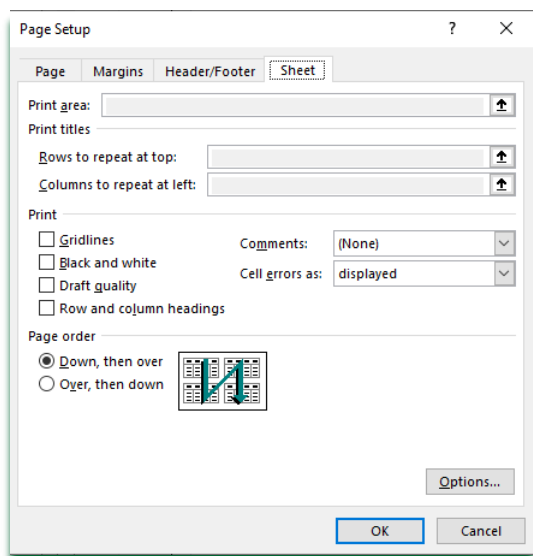 Page Setup ?
Page Margins Header/Footer Sheet
Print area:
Print titles
Rows to repeat at top:
Columns to repeat at left:
Print
Gridlines Comments: (None)
Black and white Cell errors as: displayed
Draft quality
Row and column headings
Page order
Down, then over
Over, then down
Options...
OK Cancel